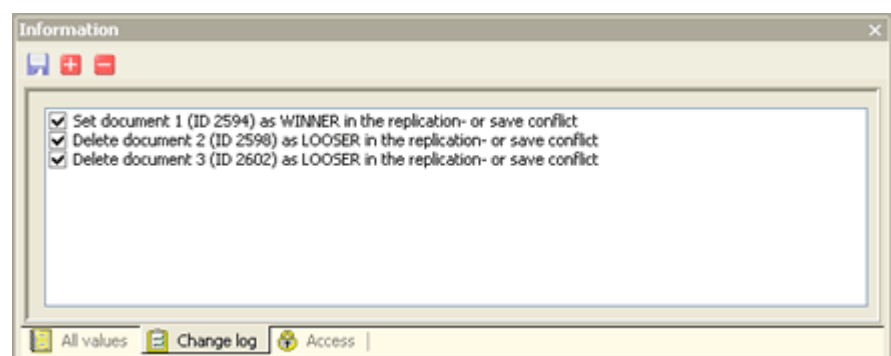 Information
Set document 1 (ID 2594) as WINNER in the replication- or save conflict
Delete document 2 (ID 2598) as LOOSER in the replication- or save conflict
Delete document 3 (ID 2602) as LOOSER in the replication- or save conflict
All values Change log Access